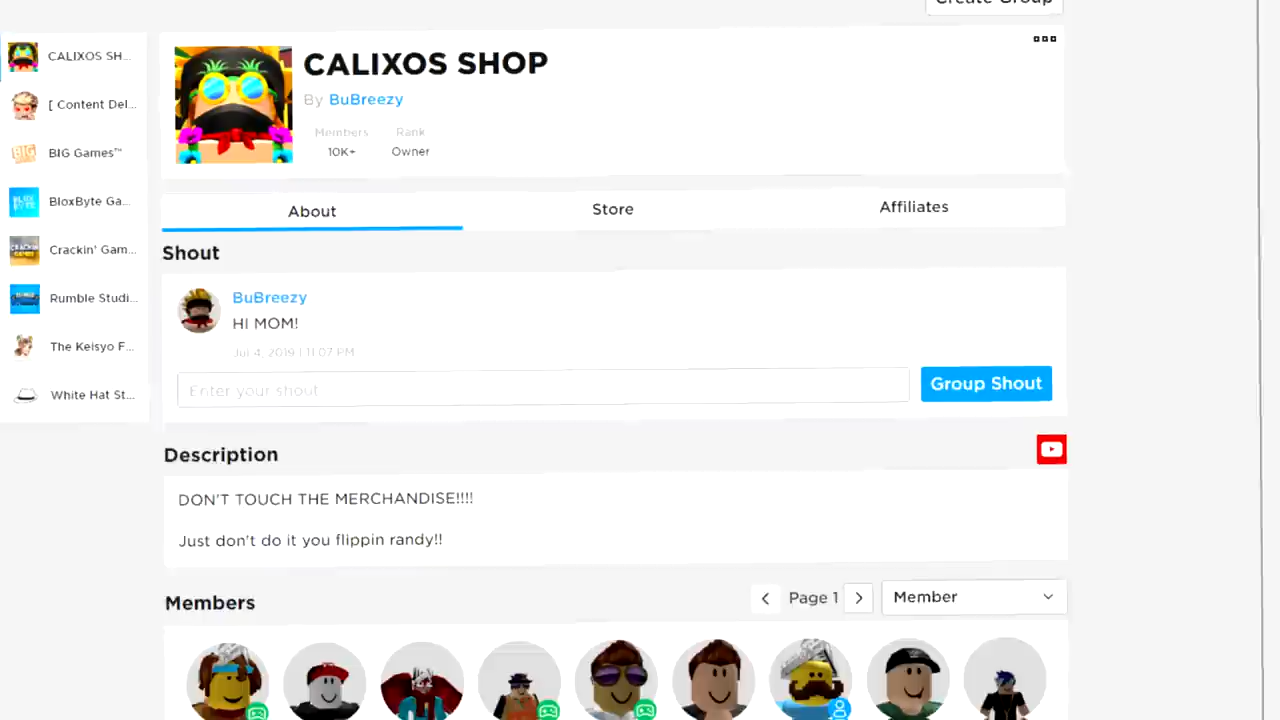 Create Group
CALIXOS SH...
[ Content Del...
BIG Games™
BloxByte Ga...
Crackin' Gam...
Rumble Studi...
The Keisyo F...
White Hat St...
CALIXOS SHOP
By BuBreezy
Members Rank
10K+ Owner
About Store Affiliates
Shout
BuBreezy
HI MOM!
Jul 4, 2019 | 11:07 PM
Enter your shout
Group Shout
Description
DON'T TOUCH THE MERCHANDISE!!!!
Just don't do it you flippin randy!!
Members
Page 1
Member